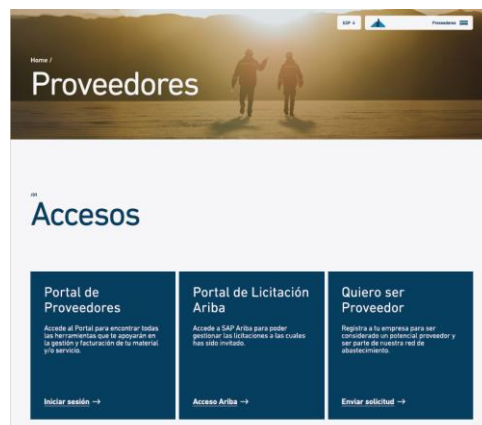 ESP
Proveedores
Home /
Proveedores
Accesos
Portal de
Proveedores
Accede al Portal para encontrar todas
las herramientas que te apoyarán en
la gestión y facturación de tu material
y/o servicio.
Iniciar sesión →
Portal de Licitación
Ariba
Accede a SAP Ariba para poder
gestionar las licitaciones a las cuales
has sido invitado.
Acceso Ariba →
Quiero ser
Proveedor
Registra a tu empresa para ser
considerado un potencial proveedor y
ser parte de nuestra red de
abastecimiento.
Enviar solicitud →